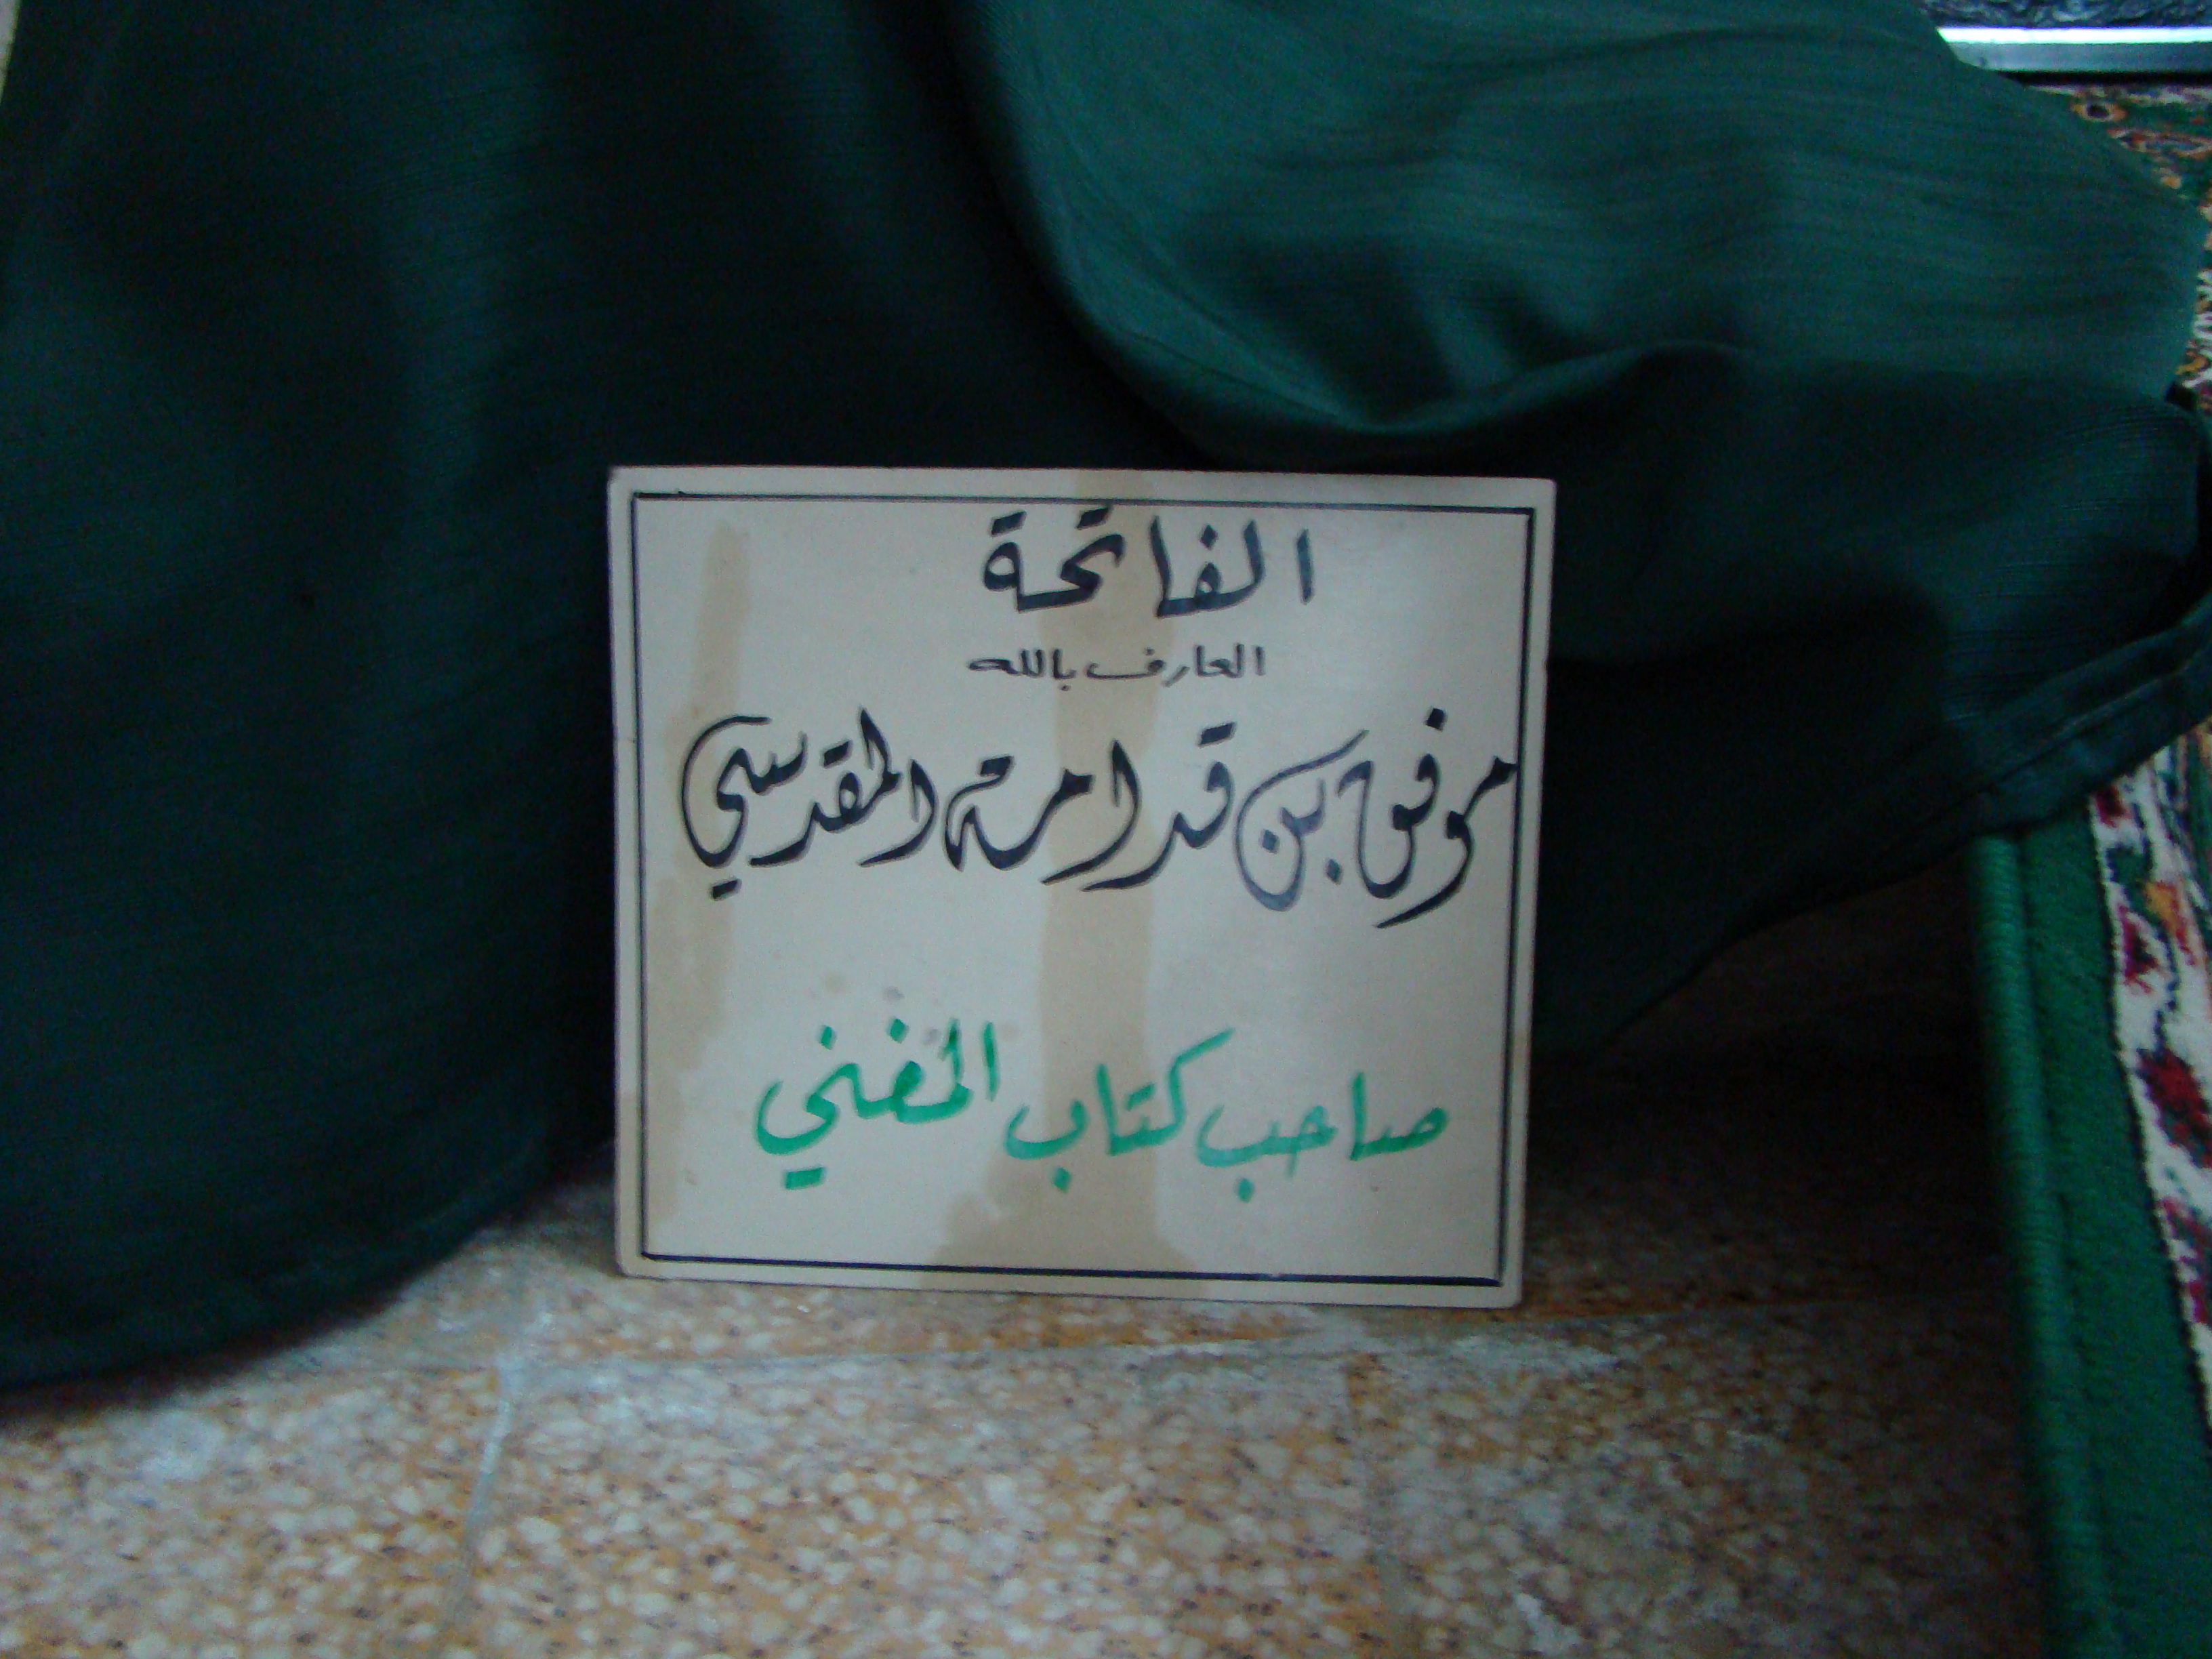 الفاتحة
العارف بالله
موفق بن قدامة المقدسي
صاحب كتاب المغني